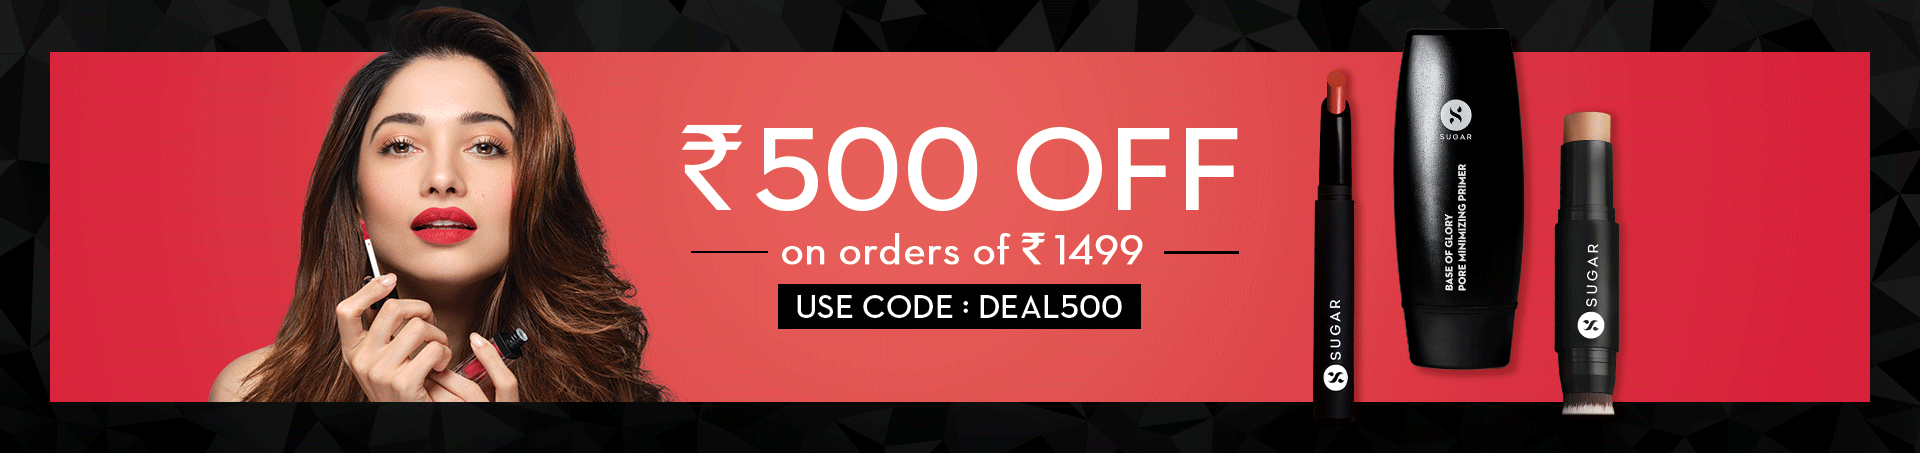 ₹500 OFF
on orders of ₹1499
USE CODE : DEAL500
SUGAR
SUGAR
BASE OF GLORY
PORE MINIMIZING PRIMER
SUGAR